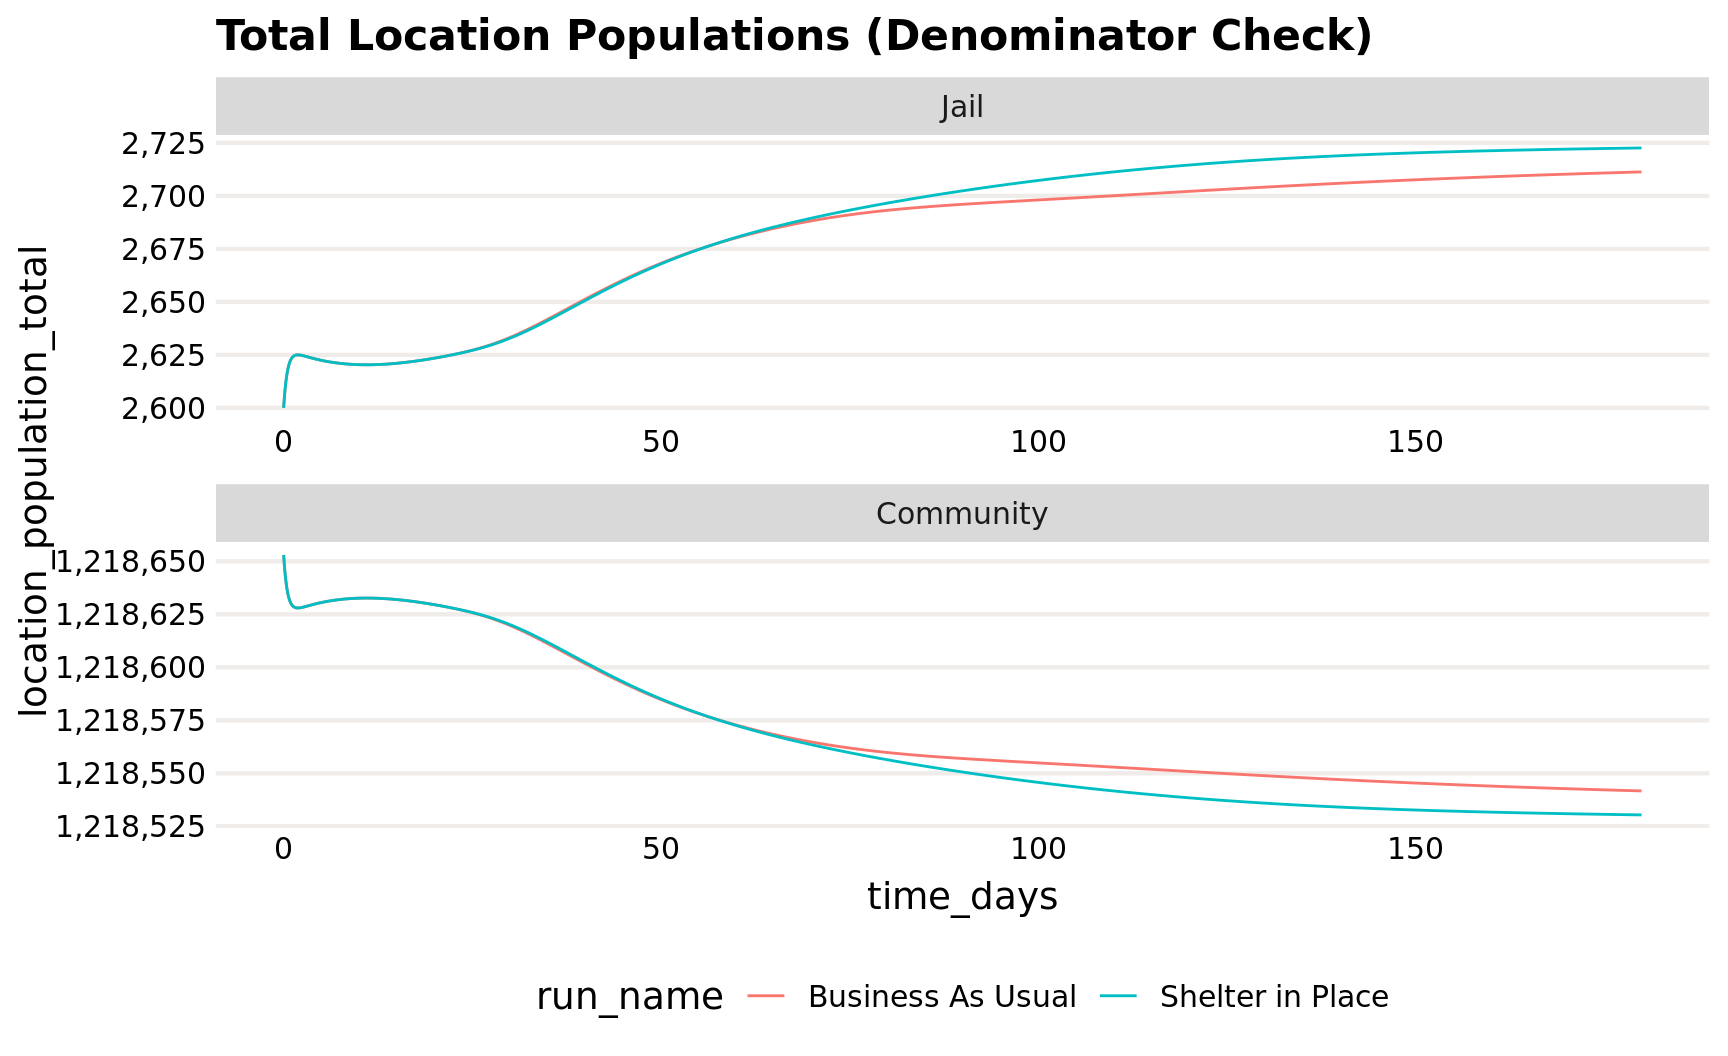 Total Location Populations (Denominator Check)
location_population_total
Jail
2,725
2,700
2,675
2,650
2,625
2,600
0 50 100 150
Community
1,218,650
1,218,625
1,218,600
1,218,575
1,218,550
1,218,525
0 50 100 150
time_days
run_name Business As Usual Shelter in Place